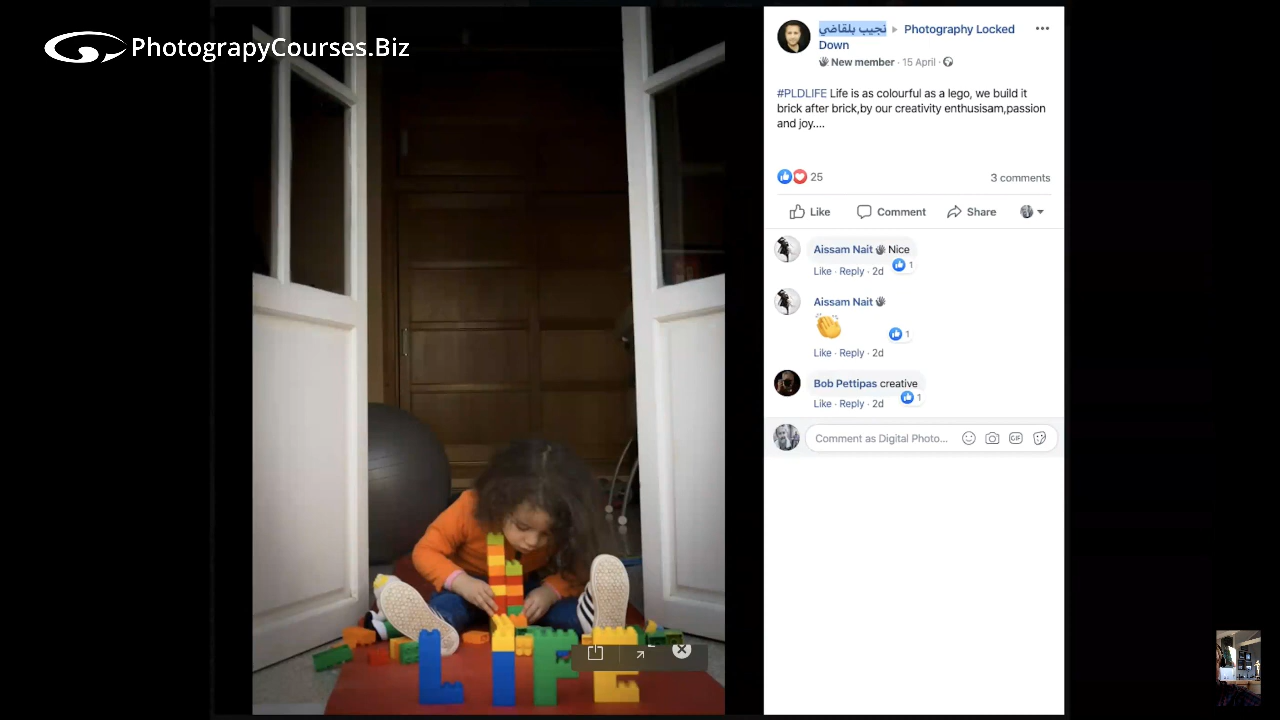 PhotograpyCourses.Biz
نجيب بلقاضي ▸ Photography Locked
Down
New member · 15 April ·
#PLDLIFE Life is as colourful as a lego, we build it
brick after brick,by our creativity enthusisam,passion
and joy....
25
3 comments
Like Comment Share
Aissam Nait Nice
Like · Reply · 2d 1
Aissam Nait
1
Like · Reply · 2d
Bob Pettipas creative
Like · Reply · 2d 1
Comment as Digital Photo... GIF
LIFE